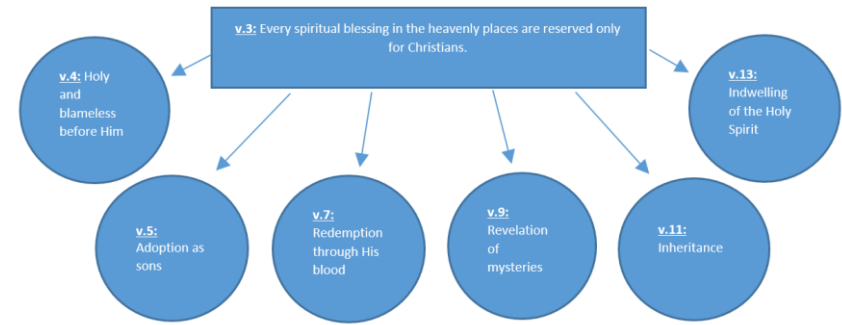 v.3: Every spiritual blessing in the heavenly places are reserved only
for Christians.
v.4: Holy
and
blameless
before Him
v.5:
Adoption as
sons
v.7:
Redemption
through His
blood
v.9:
Revelation
of
mysteries
v.11:
Inheritance
v.13:
Indwelling
of the Holy
Spirit